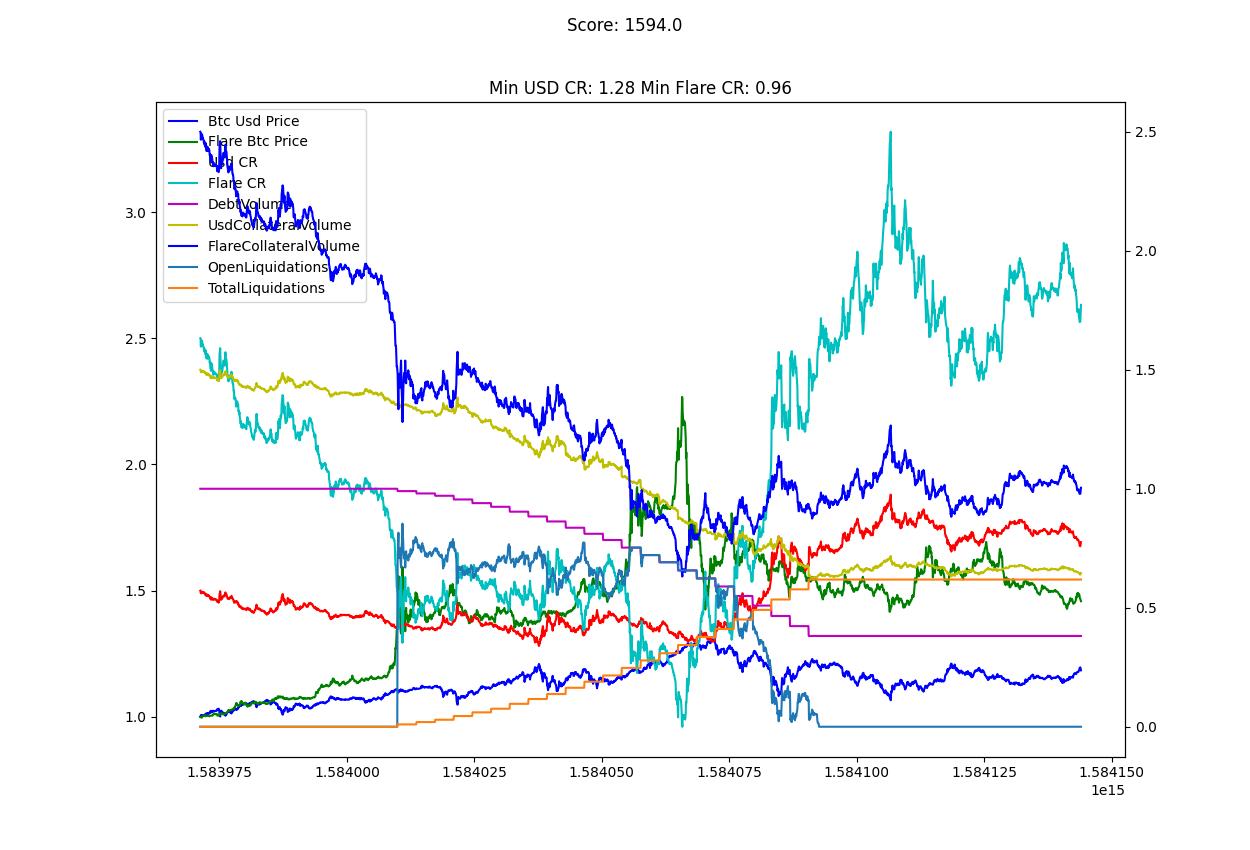 Score: 1594.0
Min USD CR: 1.28 Min Flare CR: 0.96
Btc Usd Price
Flare Btc Price
Usd CR
Flare CR
DebtVolume
UsdCollateralVolume
FlareCollateralVolume
OpenLiquidations
TotalLiquidations
3.0
2.5
2.0
1.5
1.0
2.5
2.0
1.5
1.0
0.5
0.0
1.583975 1.584000 1.584025 1.584050 1.584075 1.584100 1.584125 1.584150
1e15